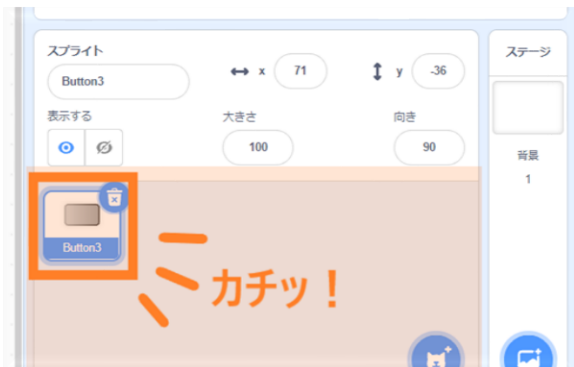 スプライト
Button3
x 71
y -36
ステージ
表示する
大きさ
100
向き
90
背景
1
Button3
カチッ！